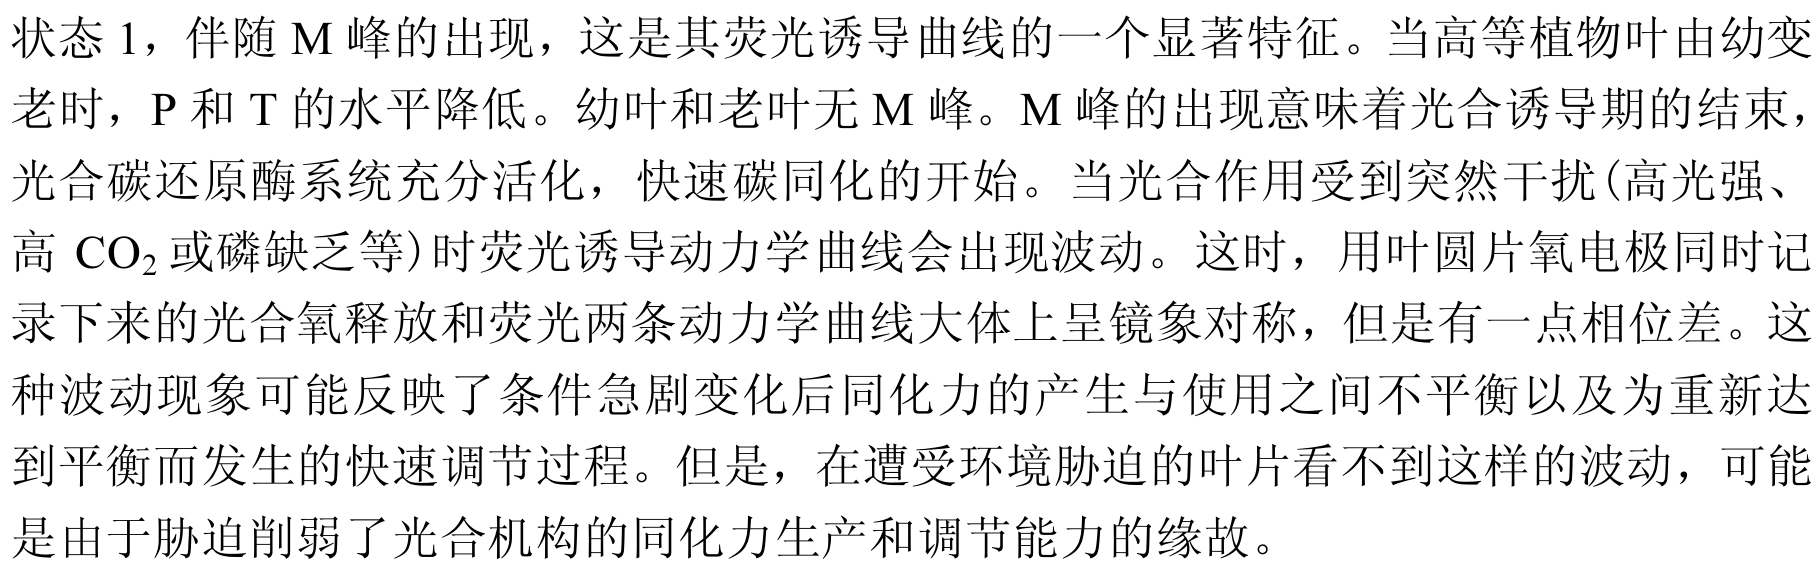 状态 1，伴随 M 峰的出现，这是其荧光诱导曲线的一个显著特征。当高等植物叶由幼变
老时，P 和 T 的水平降低。幼叶和老叶无 M 峰。M 峰的出现意味着光合诱导期的结束，
光合碳还原酶系统充分活化，快速碳同化的开始。当光合作用受到突然干扰(高光强、
高 CO₂ 或磷缺乏等)时荧光诱导动力学曲线会出现波动。这时，用叶圆片氧电极同时记
录下来的光合氧释放和荧光两条动力学曲线大体上呈镜象对称，但是有一点相位差。这
种波动现象可能反映了条件急剧变化后同化力的产生与使用之间不平衡以及为重新达
到平衡而发生的快速调节过程。但是，在遭受环境胁迫的叶片看不到这样的波动，可能
是由于胁迫削弱了光合机构的同化力生产和调节能力的缘故。